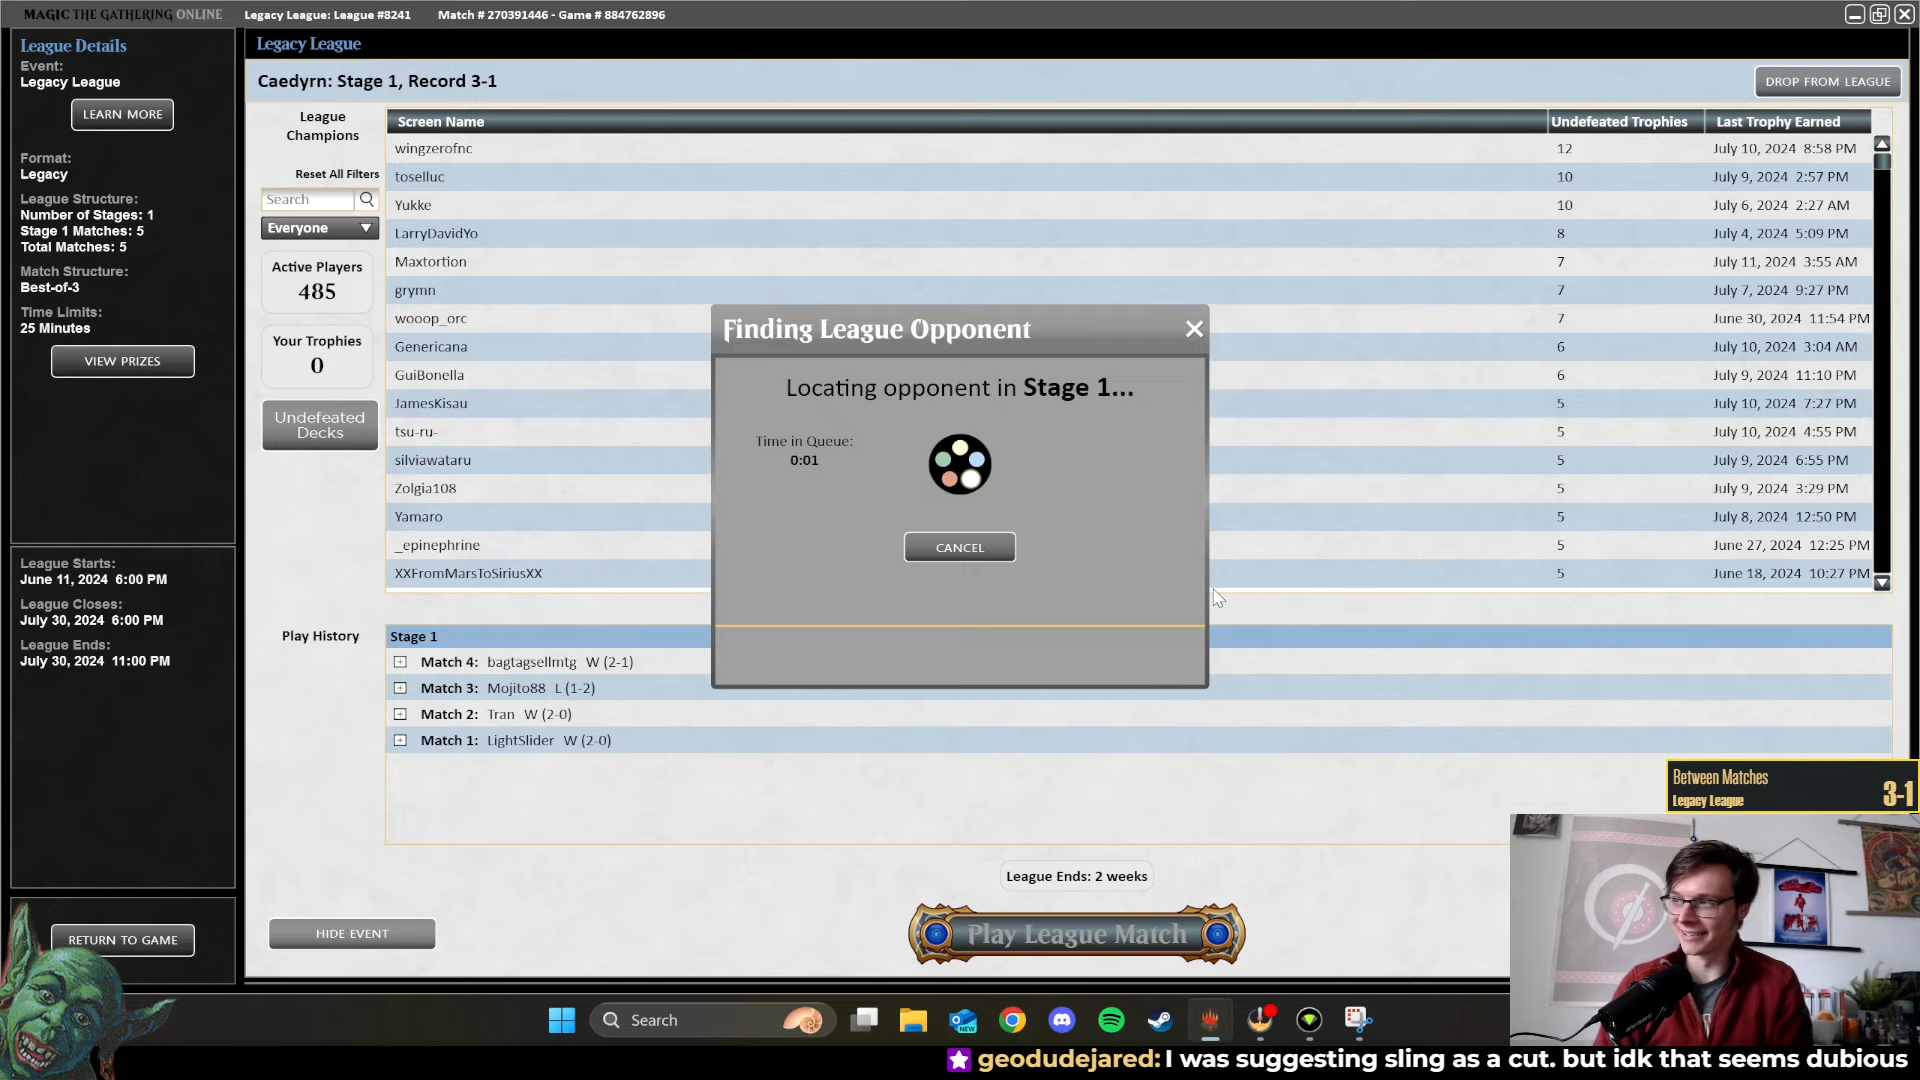 MAGIC THE GATHERING ONLINE
Legacy League: League #8241
Match # 270391446 - Game # 884762896
League Details
Event:
Legacy League
LEARN MORE
Format:
Legacy
League Structure:
Number of Stages: 1
Stage 1 Matches: 5
Total Matches: 5
Match Structure:
Best-of-3
Time Limits:
25 Minutes
VIEW PRIZES
League Starts:
June 11, 2024 6:00 PM
League Closes:
July 30, 2024 6:00 PM
League Ends:
July 30, 2024 11:00 PM
RETURN TO GAME
Legacy League
Caedyrn: Stage 1, Record 3-1
DROP FROM LEAGUE
League
Champions
Reset All Filters
Search
Everyone
Active Players
485
Your Trophies
0
Undefeated
Decks
Screen Name Undefeated Trophies Last Trophy Earned
wingzerofnc 12 July 10, 2024 8:58 PM
toselluc 10 July 9, 2024 2:57 PM
Yukke 10 July 6, 2024 2:27 AM
LarryDavidYo 8 July 4, 2024 5:09 PM
Maxtortion 7 July 11, 2024 3:55 AM
grymn 7 July 7, 2024 9:27 PM
wooop_orc 7 June 30, 2024 11:54 PM
Genericana 6 July 10, 2024 3:04 AM
GuiBonella 6 July 9, 2024 11:10 PM
JamesKisau 5 July 10, 2024 7:27 PM
tsu-ru- 5 July 10, 2024 4:55 PM
silviawataru 5 July 9, 2024 6:55 PM
Zolgia108 5 July 9, 2024 3:29 PM
Yamaro 5 July 8, 2024 12:50 PM
_epinephrine 5 June 27, 2024 12:25 PM
XXFromMarsToSiriusXX 5 June 18, 2024 10:27 PM
Finding League Opponent
Locating opponent in Stage 1...
Time in Queue:
0:01
CANCEL
Play History
Stage 1
Match 4: bagtagsellmtg W (2-1)
Match 3: Mojito88 L (1-2)
Match 2: Tran W (2-0)
Match 1: LightSlider W (2-0)
League Ends: 2 weeks
HIDE EVENT
Play League Match
Between Matches
Legacy League
3-1
Search
NEW
geodudejared: I was suggesting sling as a cut. but idk that seems dubious